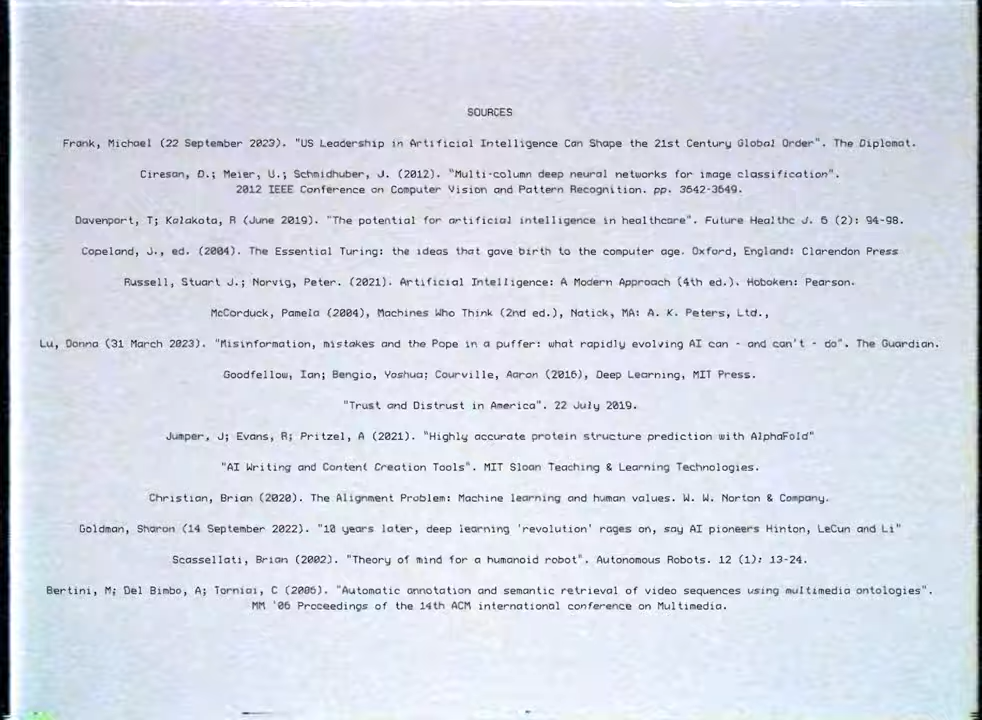 SOURCES
Frank, Michael (22 September 2023). "US Leadership in Artificial Intelligence Can Shape the 21st Century Global Order". The Diplomat.
Ciresan, D.; Meier, U.; Schmidhuber, J. (2012). "Multi-column deep neural networks for image classification".
2012 IEEE Conference on Computer Vision and Pattern Recognition. pp. 3642-3649.
Davenport, T; Kalakota, R (June 2019). "The potential for artificial intelligence in healthcare". Future Healthc J. 6 (2): 94-98.
Copeland, J., ed. (2004). The Essential Turing: the ideas that gave birth to the computer age. Oxford, England: Clarendon Press
Russell, Stuart J.; Norvig, Peter. (2021). Artificial Intelligence: A Modern Approach (4th ed.). Hoboken: Pearson.
McCorduck, Pamela (2004), Machines Who Think (2nd ed.), Natick, MA: A. K. Peters, Ltd.,
Lu, Donna (31 March 2023). "Misinformation, mistakes and the Pope in a puffer: what rapidly evolving AI can - and can't - do". The Guardian.
Goodfellow, Ian; Bengio, Yoshua; Courville, Aaron (2016), Deep Learning, MIT Press.
"Trust and Distrust in America". 22 July 2019.
Jumper, J; Evans, R; Pritzel, A (2021). "Highly accurate protein structure prediction with AlphaFold"
"AI Writing and Content Creation Tools". MIT Sloan Teaching & Learning Technologies.
Christian, Brian (2020). The Alignment Problem: Machine learning and human values. W. W. Norton & Company.
Goldman, Sharon (14 September 2022). "10 years later, deep learning 'revolution' rages on, say AI pioneers Hinton, LeCun and Li"
Scassellati, Brian (2002). "Theory of mind for a humanoid robot". Autonomous Robots. 12 (1): 13-24.
Bertini, M; Del Bimbo, A; Torniai, C (2006). "Automatic annotation and semantic retrieval of video sequences using multimedia ontologies".
MM '06 Proceedings of the 14th ACM international conference on Multimedia.